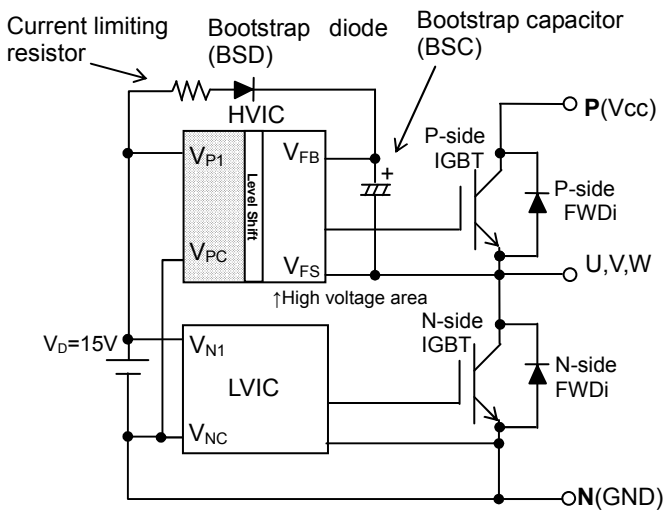 Current limiting
resistor
Bootstrap diode
(BSD)
Bootstrap capacitor
(BSC)
HVIC
P(Vcc)
VP1
VFB
+
P-side
IGBT
P-side
FWDi
Level Shift
VPC
VFS
U,V,W
↑High voltage area
VD=15V
VN1
N-side
IGBT
LVIC
N-side
FWDi
VNC
N(GND)